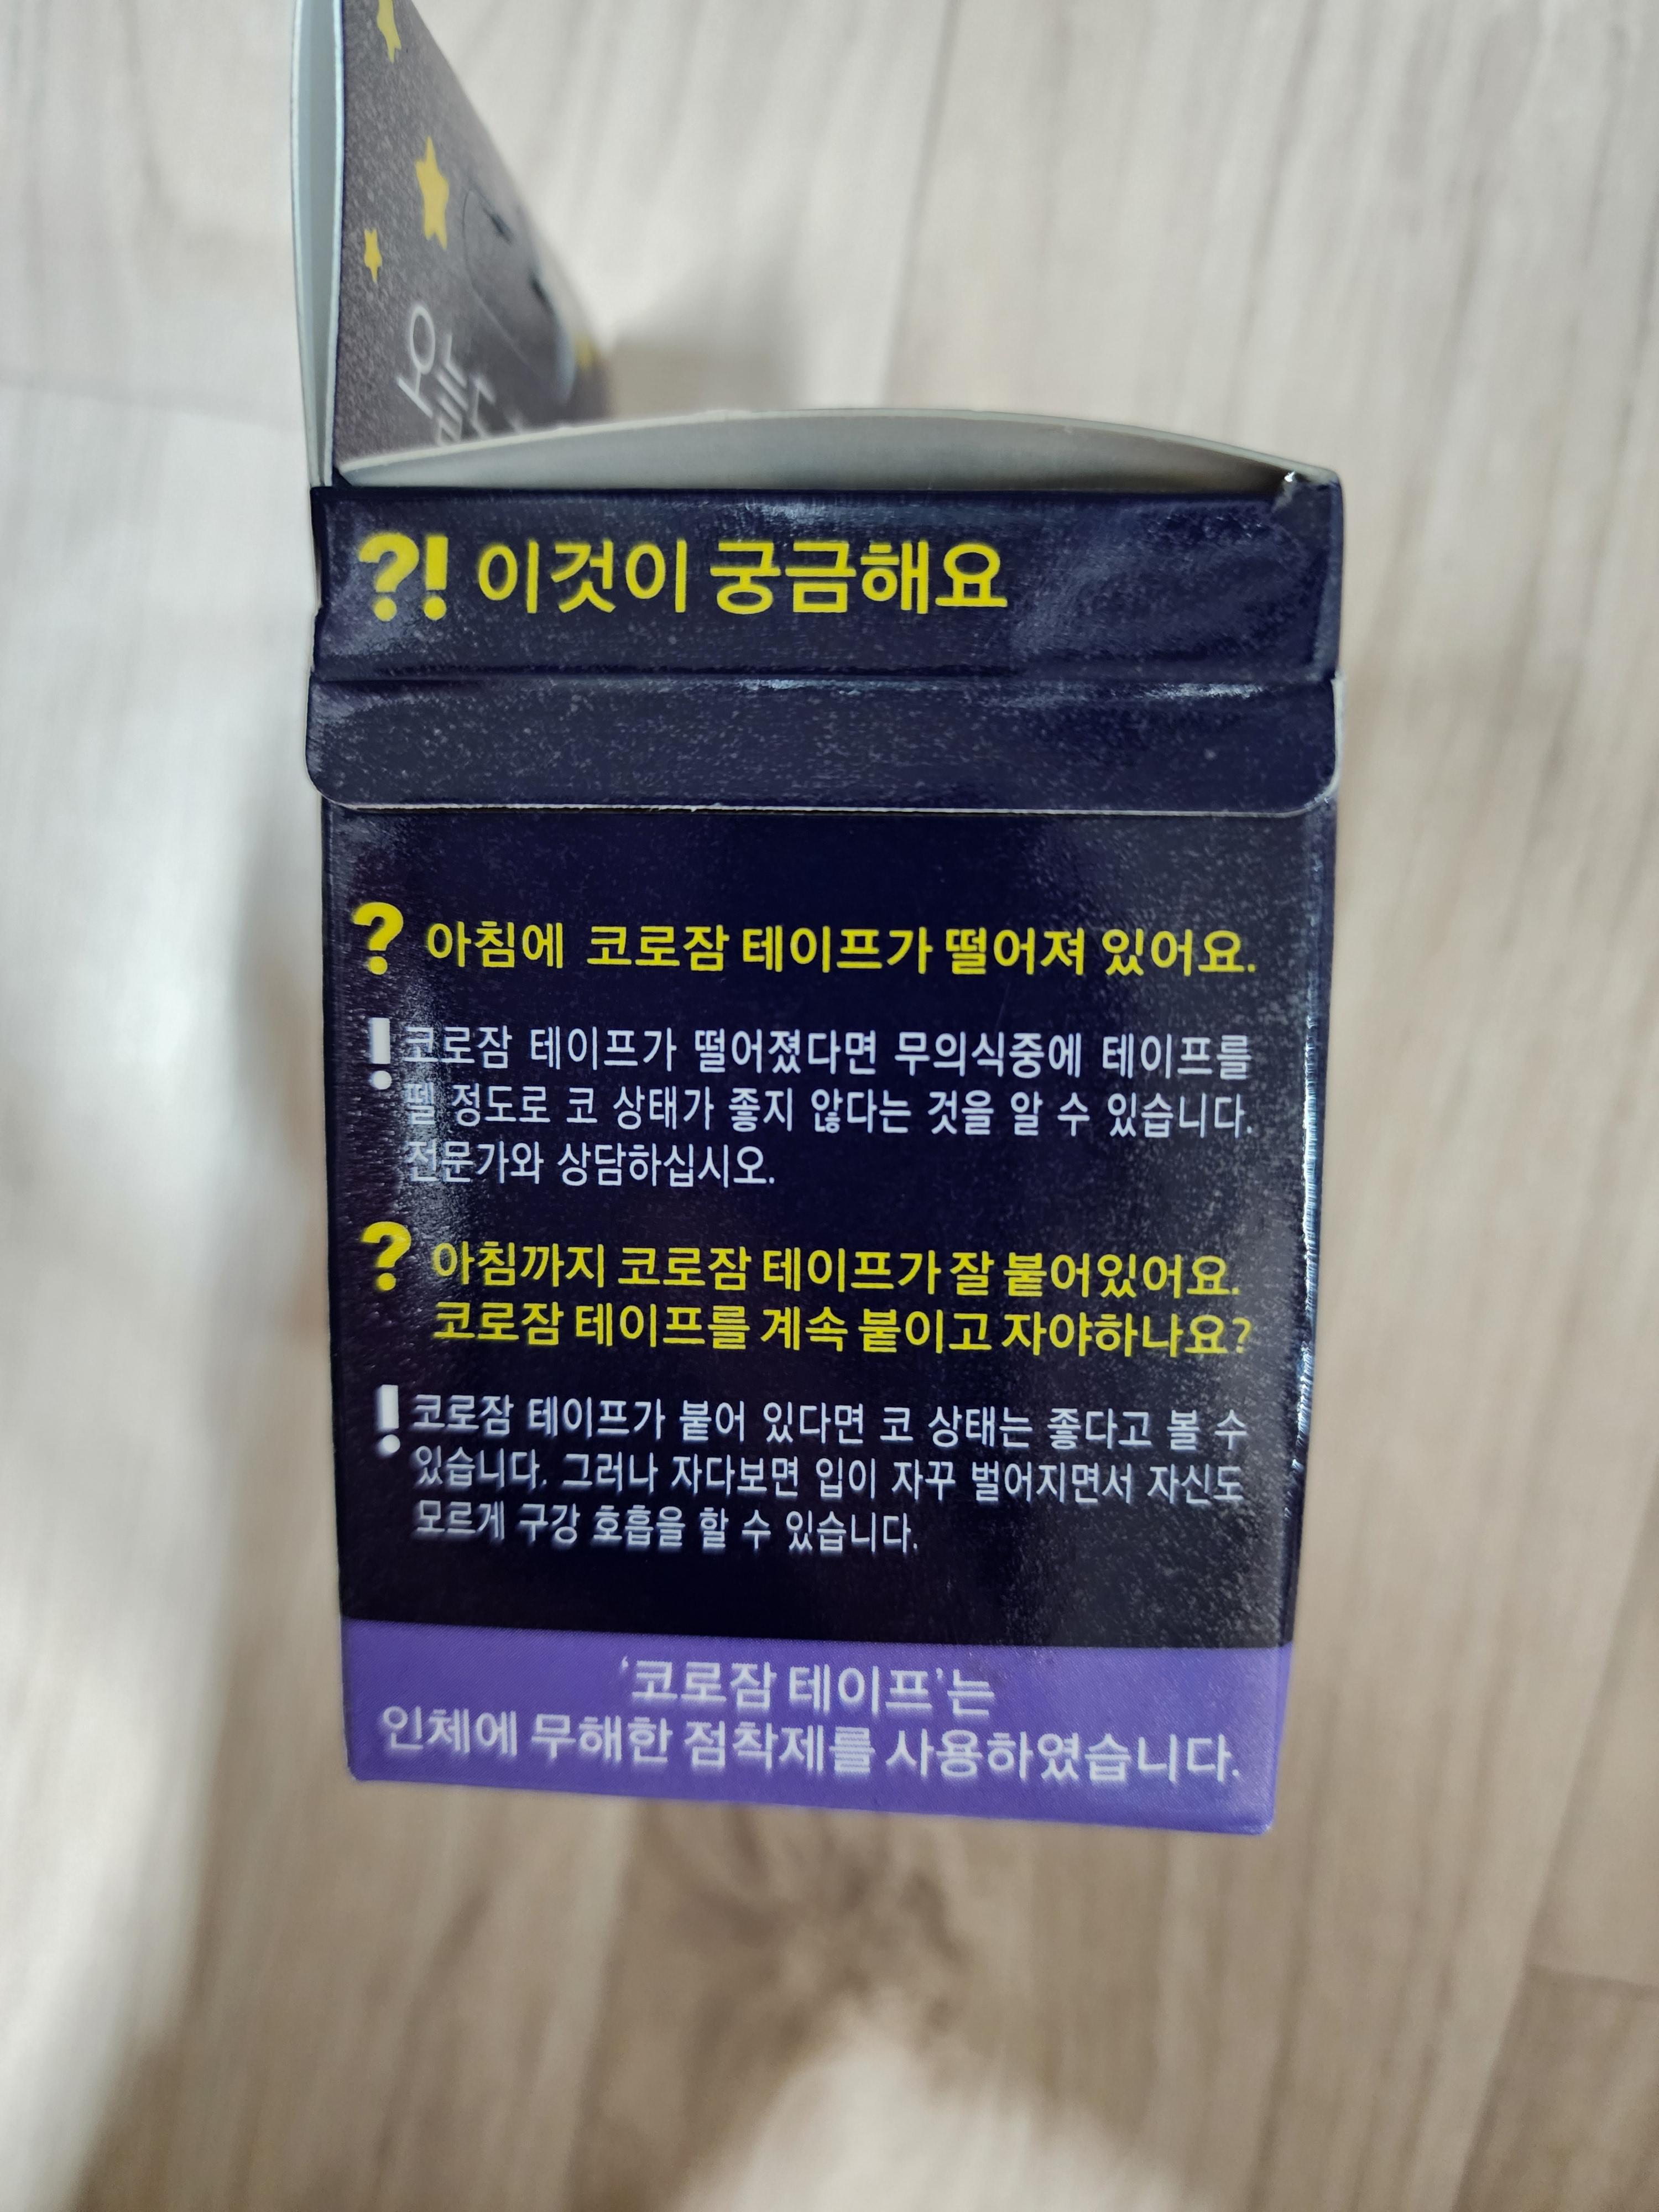 ?! 이것이 궁금해요
? 아침에 코로잠 테이프가 떨어져 있어요.
! 코로잠 테이프가 떨어졌다면 무의식중에 테이프를
뗄 정도로 코 상태가 좋지 않다는 것을 알 수 있습니다.
전문가와 상담하십시오.
? 아침까지 코로잠 테이프가 잘 붙어있어요.
코로잠 테이프를 계속 붙이고 자야하나요?
! 코로잠 테이프가 붙어 있다면 코 상태는 좋다고 볼 수
있습니다. 그러나 자다보면 입이 자꾸 벌어지면서 자신도
모르게 구강 호흡을 할 수 있습니다.
'코로잠 테이프'는
인체에 무해한 점착제를 사용하였습니다.